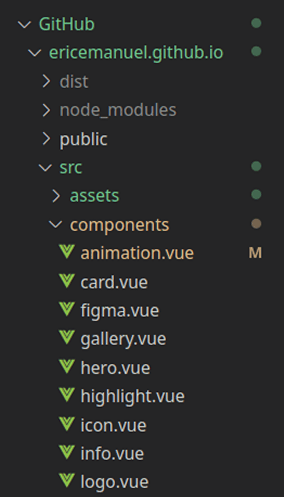 GitHub
ericemanuel.github.io
dist
node_modules
public
src
assets
components
animation.vue M
card.vue
figma.vue
gallery.vue
hero.vue
highlight.vue
icon.vue
info.vue
logo.vue